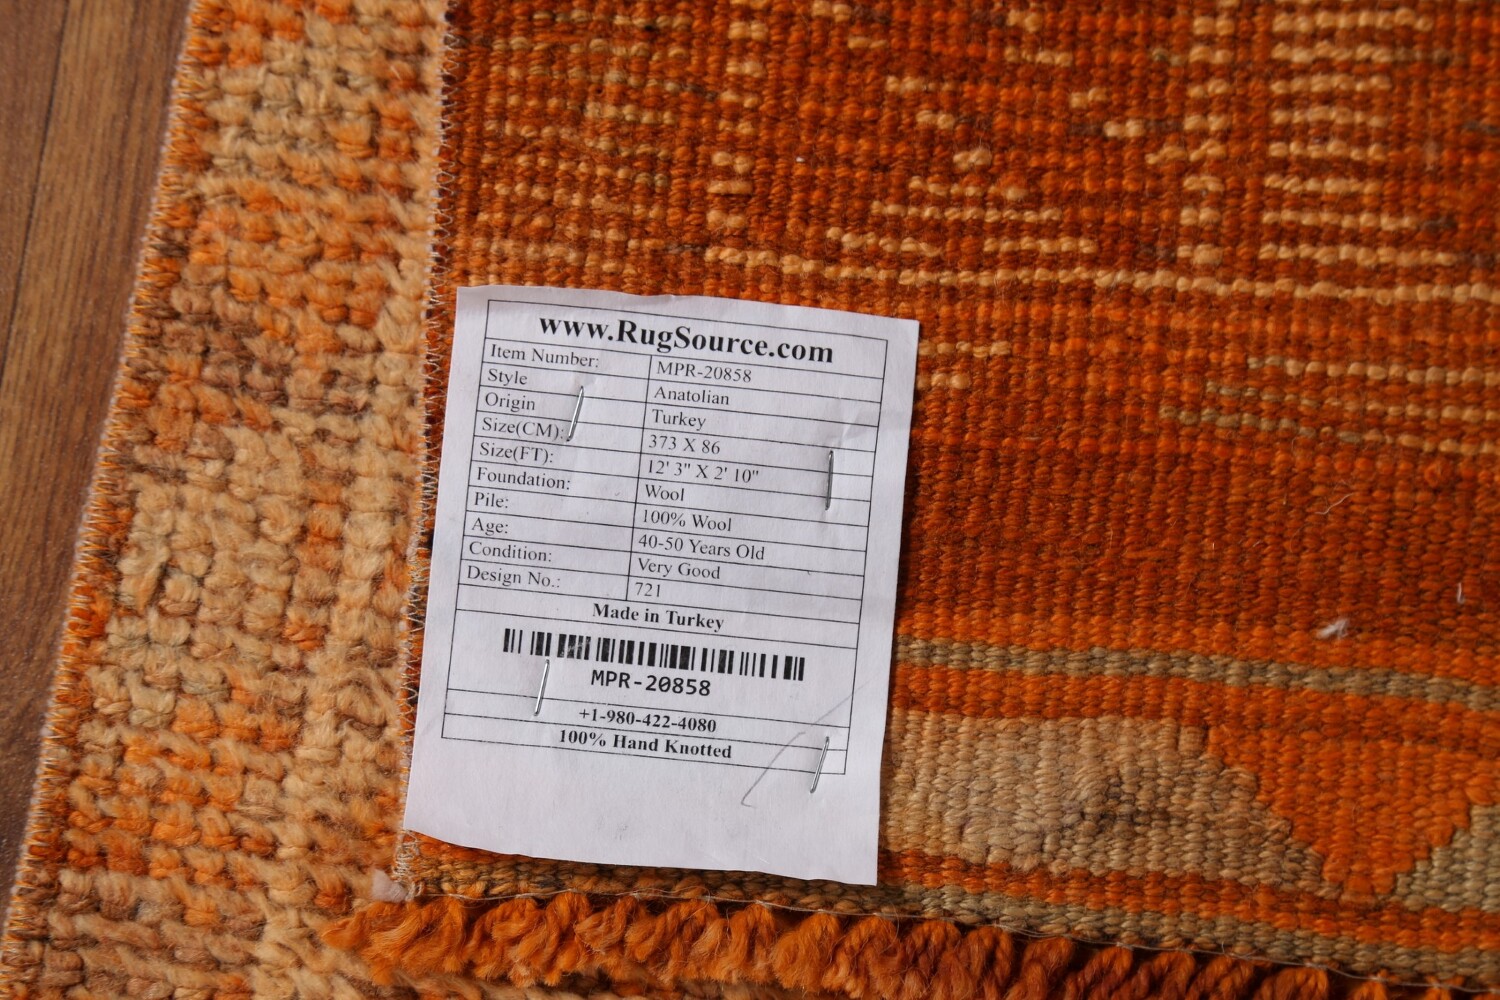 www.RugSource.com
Item Number: MPR-20858
Style Anatolian
Origin Turkey
Size(CM): 373 X 86
Size(FT): 12' 3" X 2' 10"
Foundation: Wool
Pile: 100% Wool
Age: 40-50 Years Old
Condition: Very Good
Design No.: 721
Made in Turkey
MPR-20858
+1-980-422-4080
100% Hand Knotted